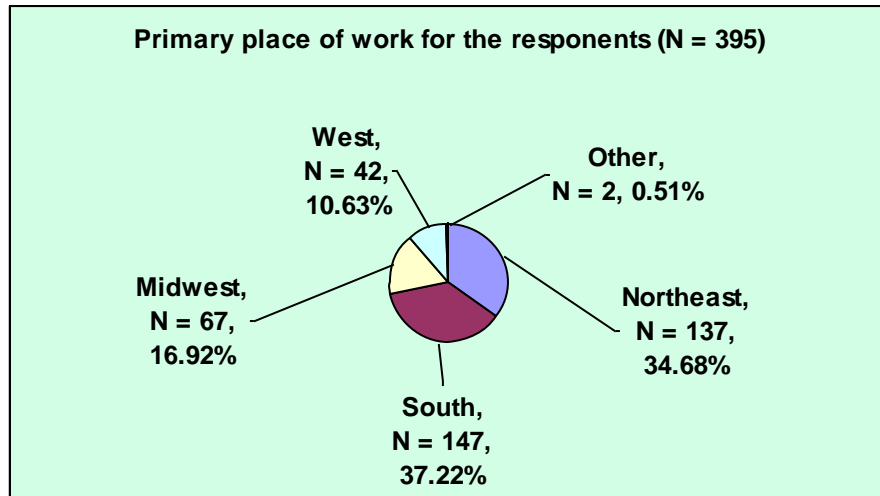 Primary place of work for the responents (N = 395)
West,
N = 42,
10.63%
Other,
N = 2, 0.51%
Midwest,
N = 67,
16.92%
Northeast,
N = 137,
34.68%
South,
N = 147,
37.22%